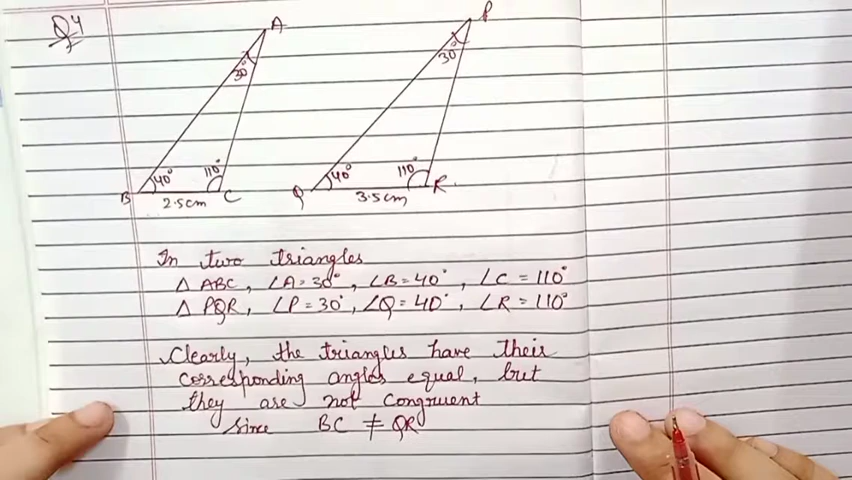 Q4
A
30°
40°
110°
B
2.5cm
C
P
30°
40°
110°
Q
3.5cm
R
In two triangles
△ ABC, ∠A=30°, ∠B=40°, ∠C=110°
△ PQR, ∠P=30°, ∠Q=40°, ∠R=110°
Clearly, the triangles have their
corresponding angles equal, but
they are not congruent
since BC ≠ QR